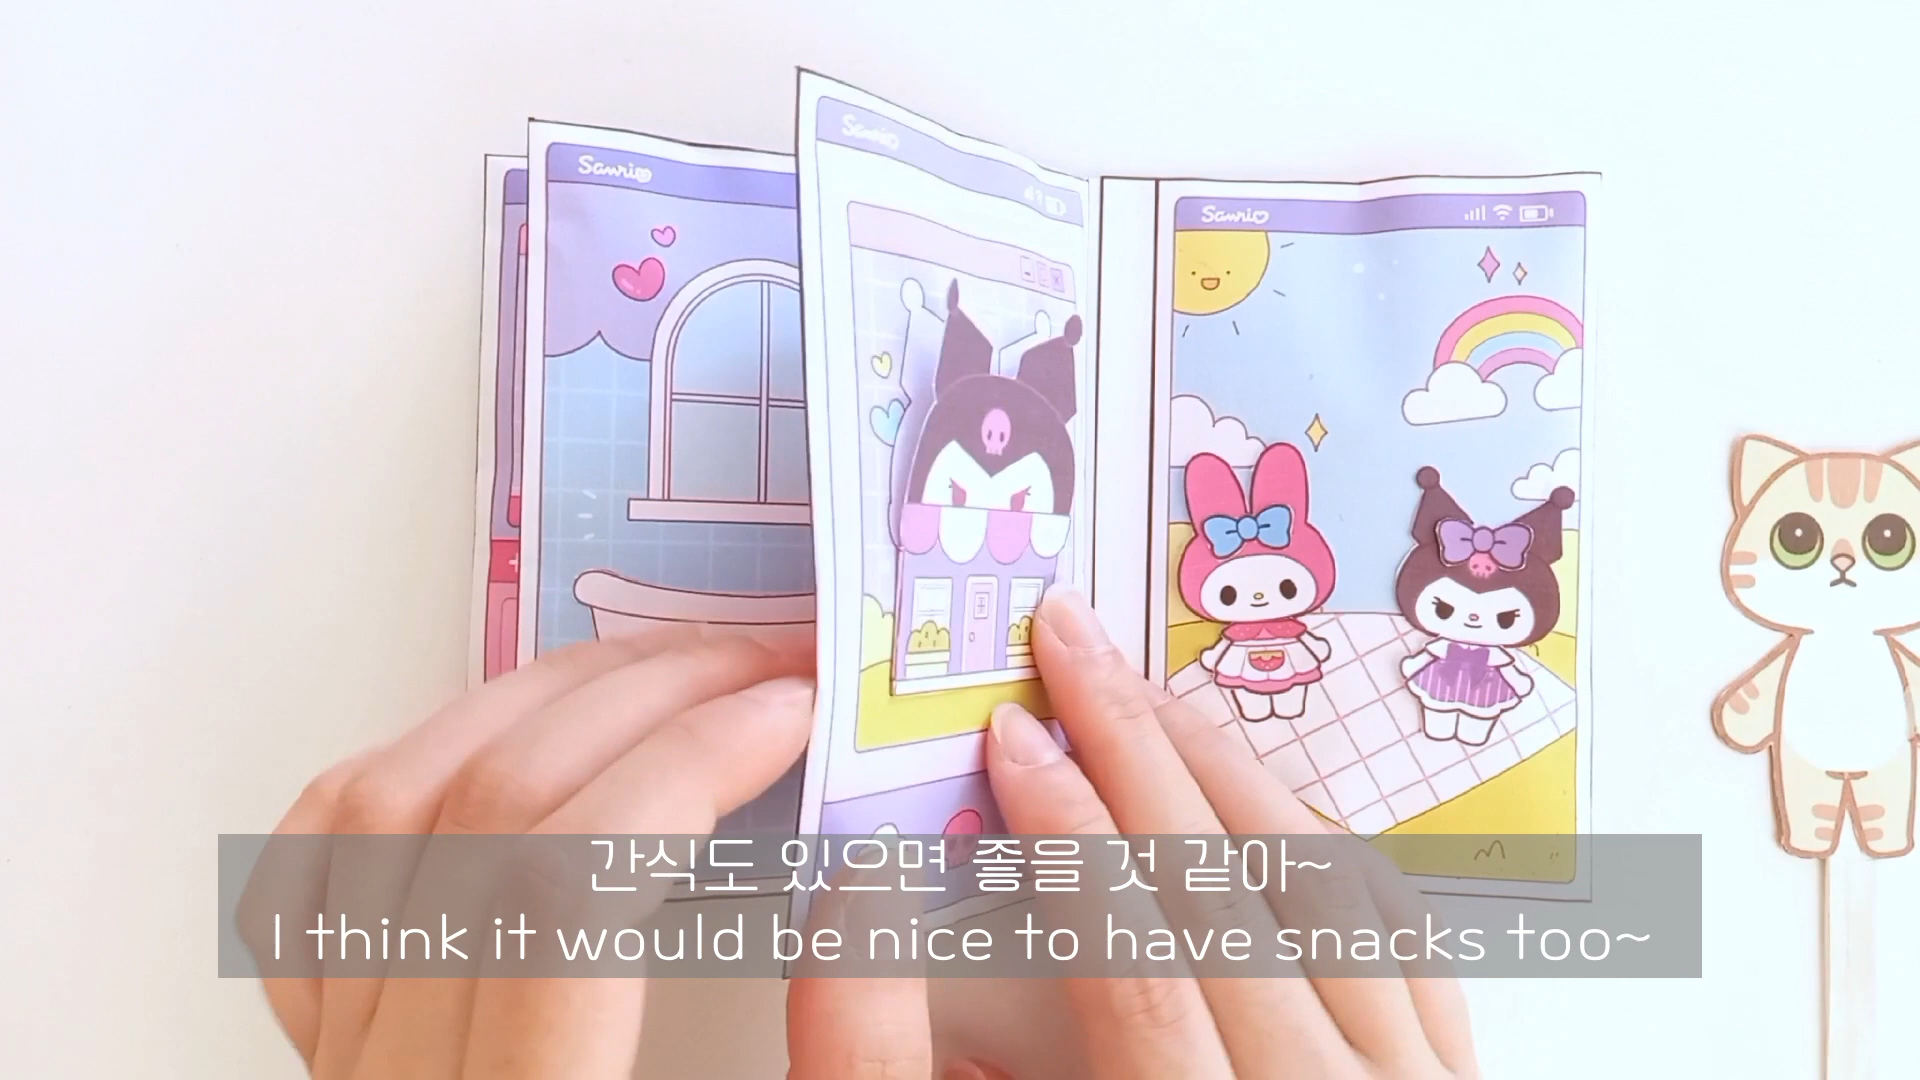 Sanrio
Sanrio
Sanrio
간식도 있으면 좋을 것 같아~
I think it would be nice to have snacks too~